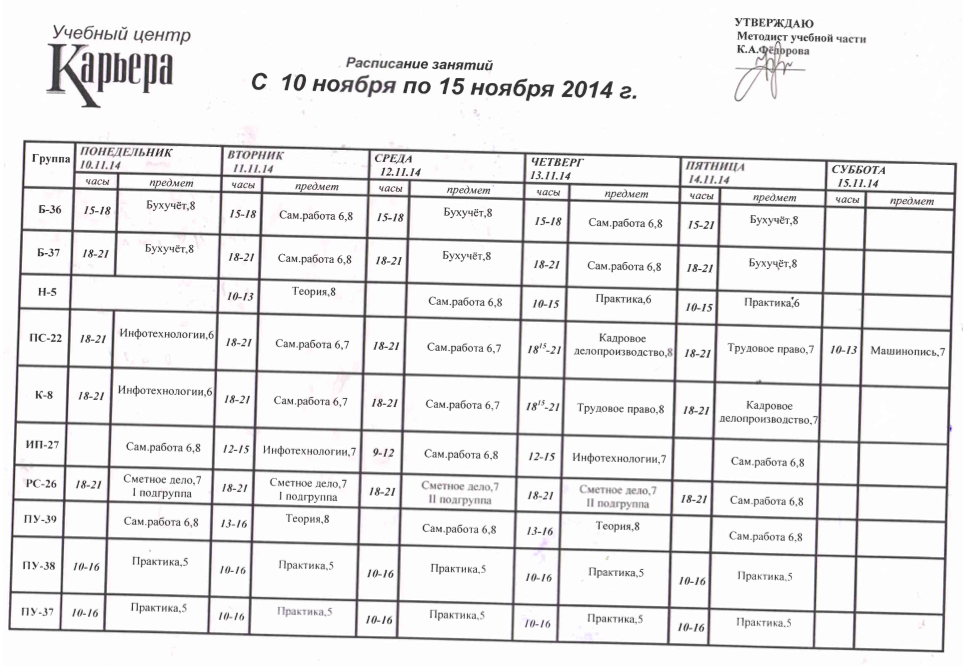 Учебный центр
Карьера
УТВЕРЖДАЮ
Методист учебной части
К.А.Фёдорова
Расписание занятий
С 10 ноября по 15 ноября 2014 г.
Группа ПОНЕДЕЛЬНИК 10.11.14 ВТОРНИК 11.11.14 СРЕДА 12.11.14 ЧЕТВЕРГ 13.11.14 ПЯТНИЦА 14.11.14 СУББОТА 15.11.14
часы предмет часы предмет часы предмет часы предмет часы предмет часы предмет
Б-36 15-18 Бухучёт,8 15-18 Сам.работа 6,8 15-18 Бухучёт,8 15-18 Сам.работа 6,8 15-21 Бухучёт,8
Б-37 18-21 Бухучёт,8 18-21 Сам.работа 6,8 18-21 Бухучёт,8 18-21 Сам.работа 6,8 18-21 Бухучёт,8
Н-5 10-13 Теория,8 Сам.работа 6,8 10-15 Практика,6 10-15 Практика,6
ПС-22 18-21 Инфотехнологии,6 18-21 Сам.работа 6,7 18-21 Сам.работа 6,7 18¹⁵-21 Кадровое делопроизводство,8 18-21 Трудовое право,7 10-13 Машинопись,7
К-8 18-21 Инфотехнологии,6 18-21 Сам.работа 6,7 18-21 Сам.работа 6,7 18¹⁵-21 Трудовое право,8 18-21 Кадровое делопроизводство,7
ИП-27 Сам.работа 6,8 12-15 Инфотехнологии,7 9-12 Сам.работа 6,8 12-15 Инфотехнологии,7 Сам.работа 6,8
РС-26 18-21 Сметное дело,7 I подгруппа 18-21 Сметное дело,7 I подгруппа 18-21 Сметное дело,7 II подгруппа 18-21 Сметное дело,7 II подгруппа 18-21 Сам.работа 6,8
ПУ-39 Сам.работа 6,8 13-16 Теория,8 Сам.работа 6,8 13-16 Теория,8 Сам.работа 6,8
ПУ-38 10-16 Практика,5 10-16 Практика,5 10-16 Практика,5 10-16 Практика,5 10-16 Практика,5
ПУ-37 10-16 Практика,5 10-16 Практика,5 10-16 Практика,5 10-16 Практика,5 10-16 Практика,5